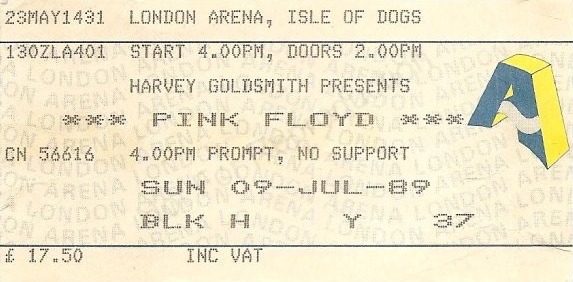 23MAY1431 LONDON ARENA, ISLE OF DOGS
130ZLA401 START 4.00PM, DOORS 2.00PM
HARVEY GOLDSMITH PRESENTS
*** PINK FLOYD ***
CN 56616 4.00PM PROMPT, NO SUPPORT
SUN 09-JUL-89
BLK H Y 37
£ 17.50 INC VAT